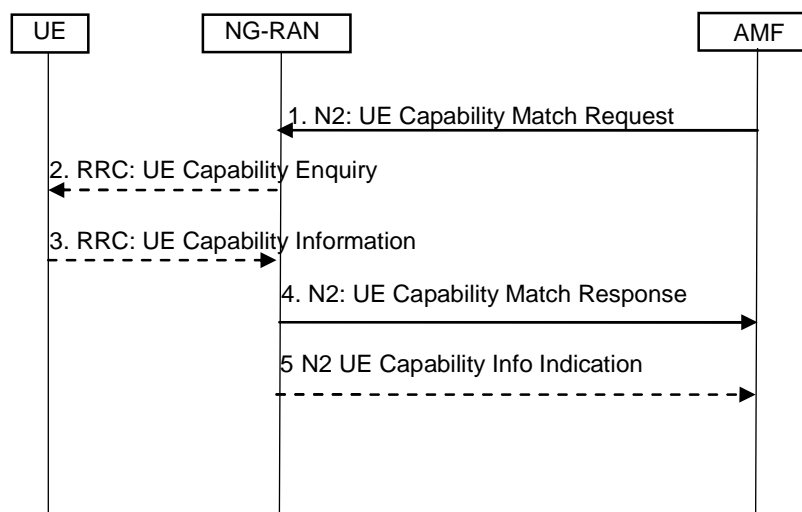 UE
NG-RAN
AMF
1. N2: UE Capability Match Request
2. RRC: UE Capability Enquiry
3. RRC: UE Capability Information
4. N2: UE Capability Match Response
5 N2 UE Capability Info Indication